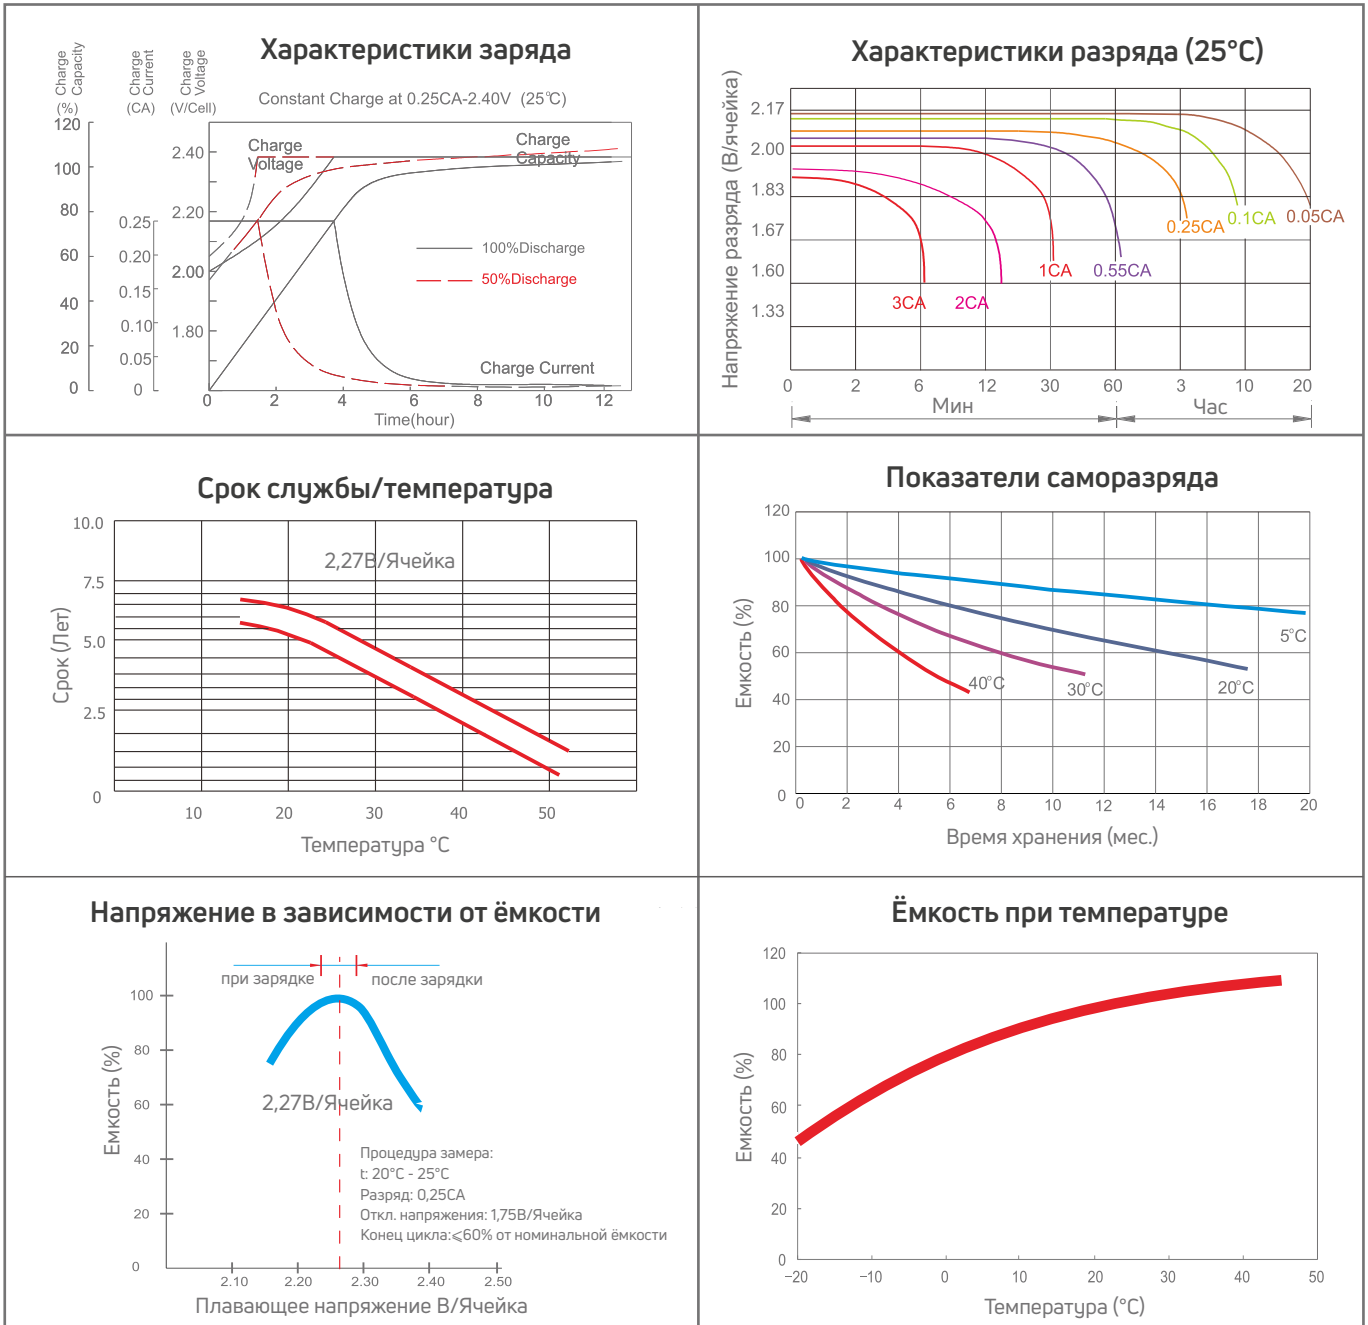 Характеристики заряда
Charge Capacity
(%)
Charge Current
(CA)
Charge Voltage
(V/Cell)
Constant Charge at 0.25CA-2.40V (25℃)
120
100
80
60
40
20
0
0.25
0.20
0.15
0.10
0.05
0
2.40
2.20
2.00
1.80
Charge
Voltage
Charge
Capacity
100%Discharge
50%Discharge
Charge Current
0 2 4 6 8 10 12
Time(hour)
Характеристики разряда (25°C)
Напряжение разряда (В/ячейка)
2.17
2.00
1.83
1.67
1.60
1.33
3CA
2CA
1CA
0.55CA
0.25CA
0.1CA
0.05CA
0 2 6 12 30 60 3 10 20
Мин
Час
Срок службы/температура
Срок (Лет)
10.0
7.5
5.0
2.5
0
2,27В/Ячейка
10 20 30 40 50
Температура °C
Показатели саморазряда
Емкость (%)
120
100
80
60
40
20
0
5°C
20°C
30°C
40°C
0 2 4 6 8 10 12 14 16 18 20
Время хранения (мес.)
Напряжение в зависимости от ёмкости
при зарядке
после зарядки
Емкость (%)
100
80
60
40
20
0
2,27В/Ячейка
Процедура замера:
t: 20°C - 25°C
Разряд: 0,25CA
Откл. напряжения: 1,75В/Ячейка
Конец цикла:⩽60% от номинальной ёмкости
2.10 2.20 2.30 2.40 2.50
Плавающее напряжение В/Ячейка
Ёмкость при температуре
Емкость (%)
120
100
80
60
40
20
0
−20 −10 0 10 20 30 40 50
Температура (°C)